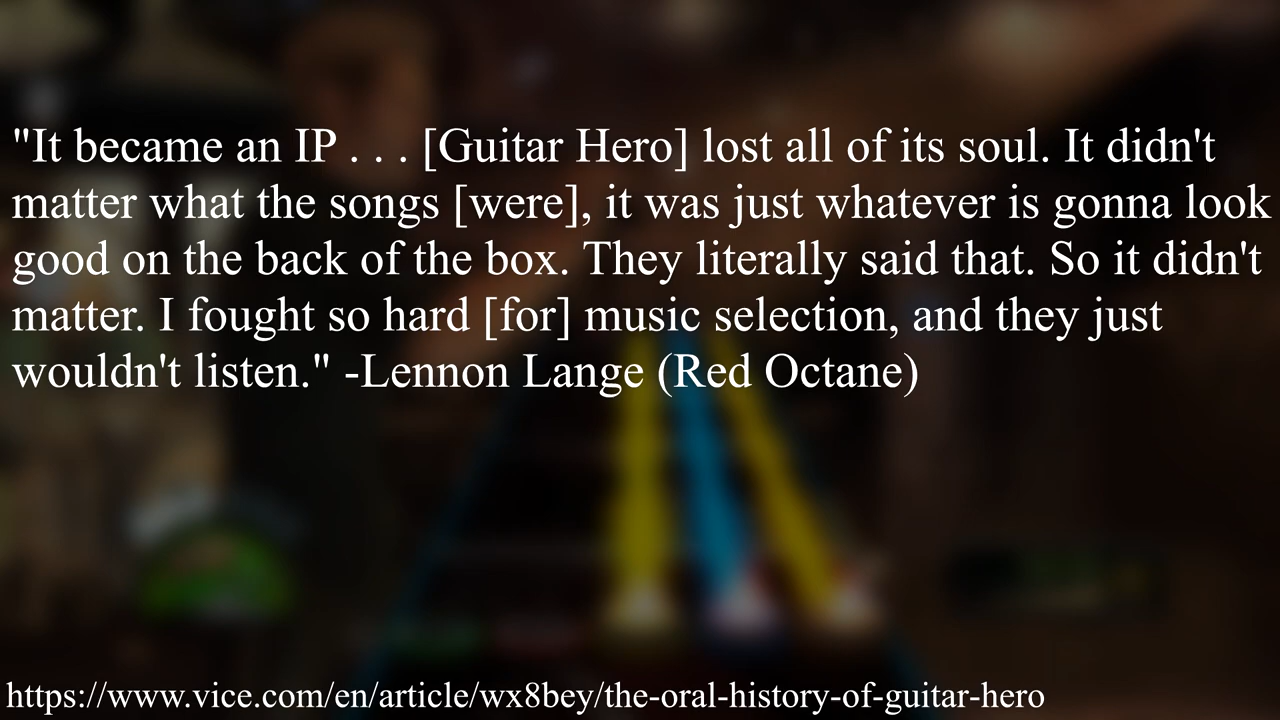 "It became an IP . . . [Guitar Hero] lost all of its soul. It didn't
matter what the songs [were], it was just whatever is gonna look
good on the back of the box. They literally said that. So it didn't
matter. I fought so hard [for] music selection, and they just
wouldn't listen." -Lennon Lange (Red Octane)
https://www.vice.com/en/article/wx8bey/the-oral-history-of-guitar-hero